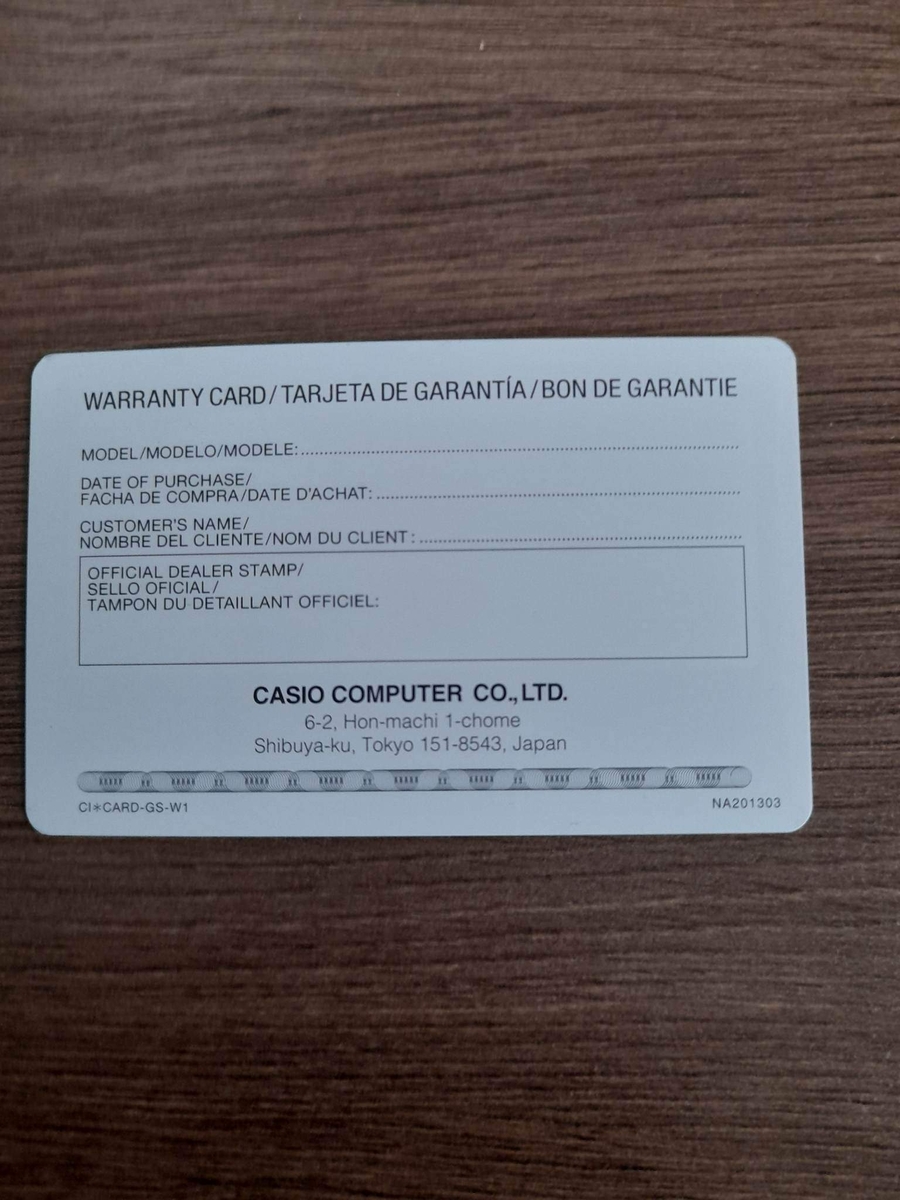 WARRANTY CARD/TARJETA DE GARANTÍA/BON DE GARANTIE
MODEL/MODELO/MODELE:
DATE OF PURCHASE/
FACHA DE COMPRA/DATE D'ACHAT:
CUSTOMER'S NAME/
NOMBRE DEL CLIENTE/NOM DU CLIENT:
OFFICIAL DEALER STAMP/
SELLO OFICIAL/
TAMPON DU DETAILLANT OFFICIEL:
CASIO COMPUTER CO.,LTD.
6-2, Hon-machi 1-chome
Shibuya-ku, Tokyo 151-8543, Japan
CI*CARD-GS-W1 NA201303